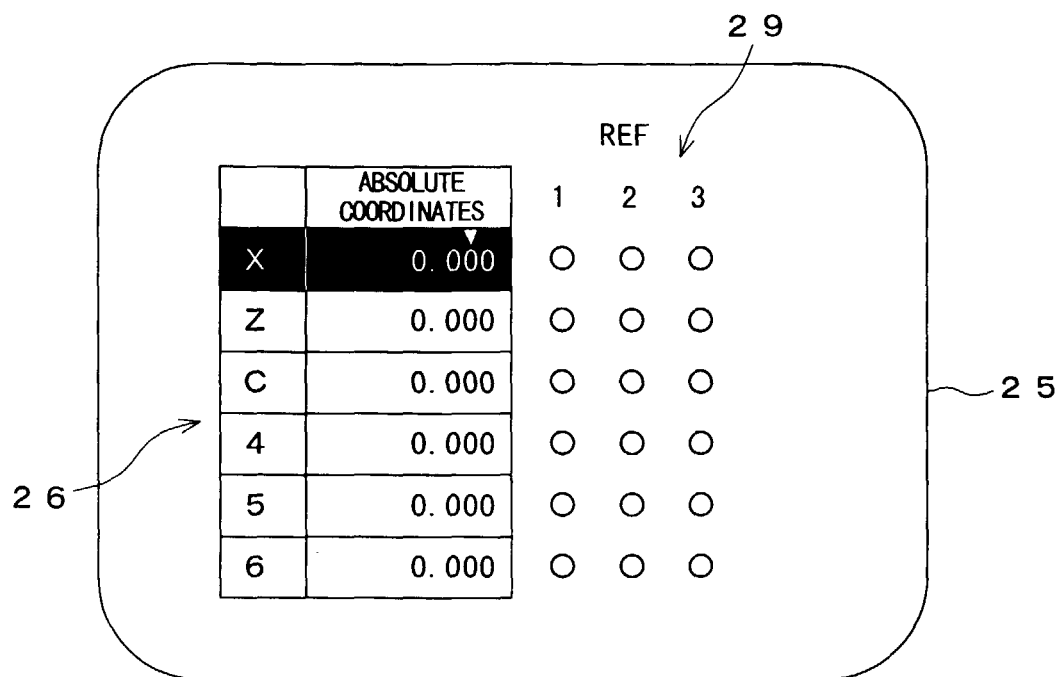 29
REF
ABSOLUTE
COORDINATES
1 2 3
X 0.000
Z 0.000
C 0.000
25
4 0.000
26
5 0.000
6 0.000